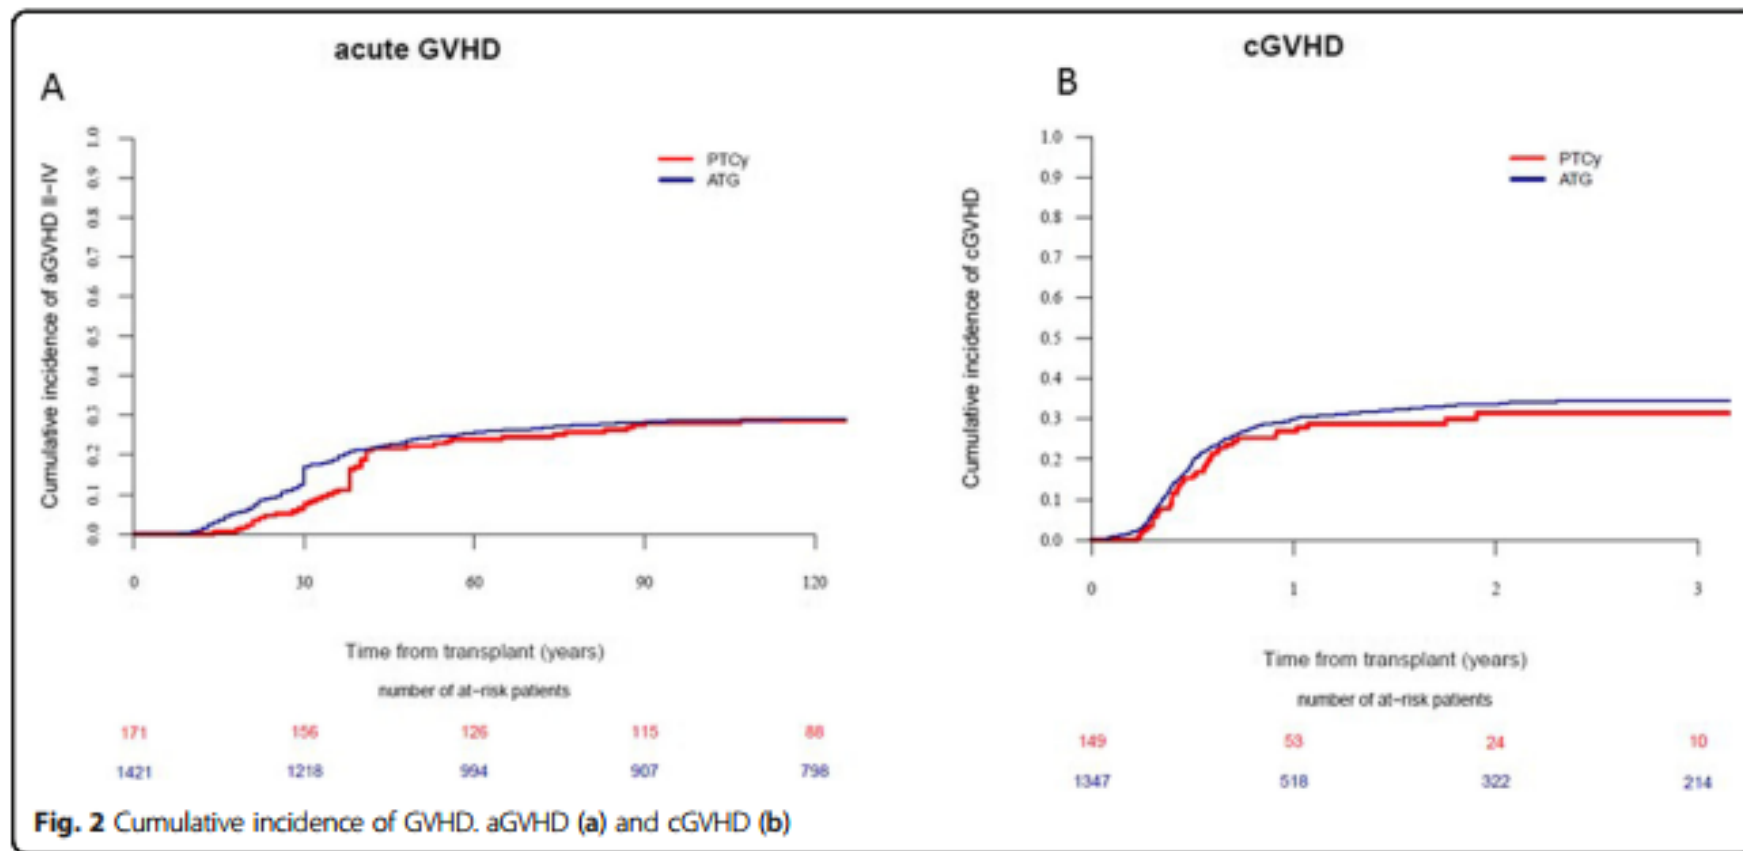 acute GVHD
A
Cumulative incidence of aGVHD II-IV
1.0
0.9
0.8
0.7
0.6
0.5
0.4
0.3
0.2
0.1
0.0
PTCy
ATG
0 30 60 90 120
Time from transplant (years)
number of at-risk patients
171 156 126 115 88
1421 1218 994 907 798
cGVHD
B
Cumulative incidence of cGVHD
1.0
0.9
0.8
0.7
0.6
0.5
0.4
0.3
0.2
0.1
0.0
PTCy
ATG
0 1 2 3
Time from transplant (years)
number of at-risk patients
149 53 24 10
1347 518 322 214
Fig. 2 Cumulative incidence of GVHD. aGVHD (a) and cGVHD (b)